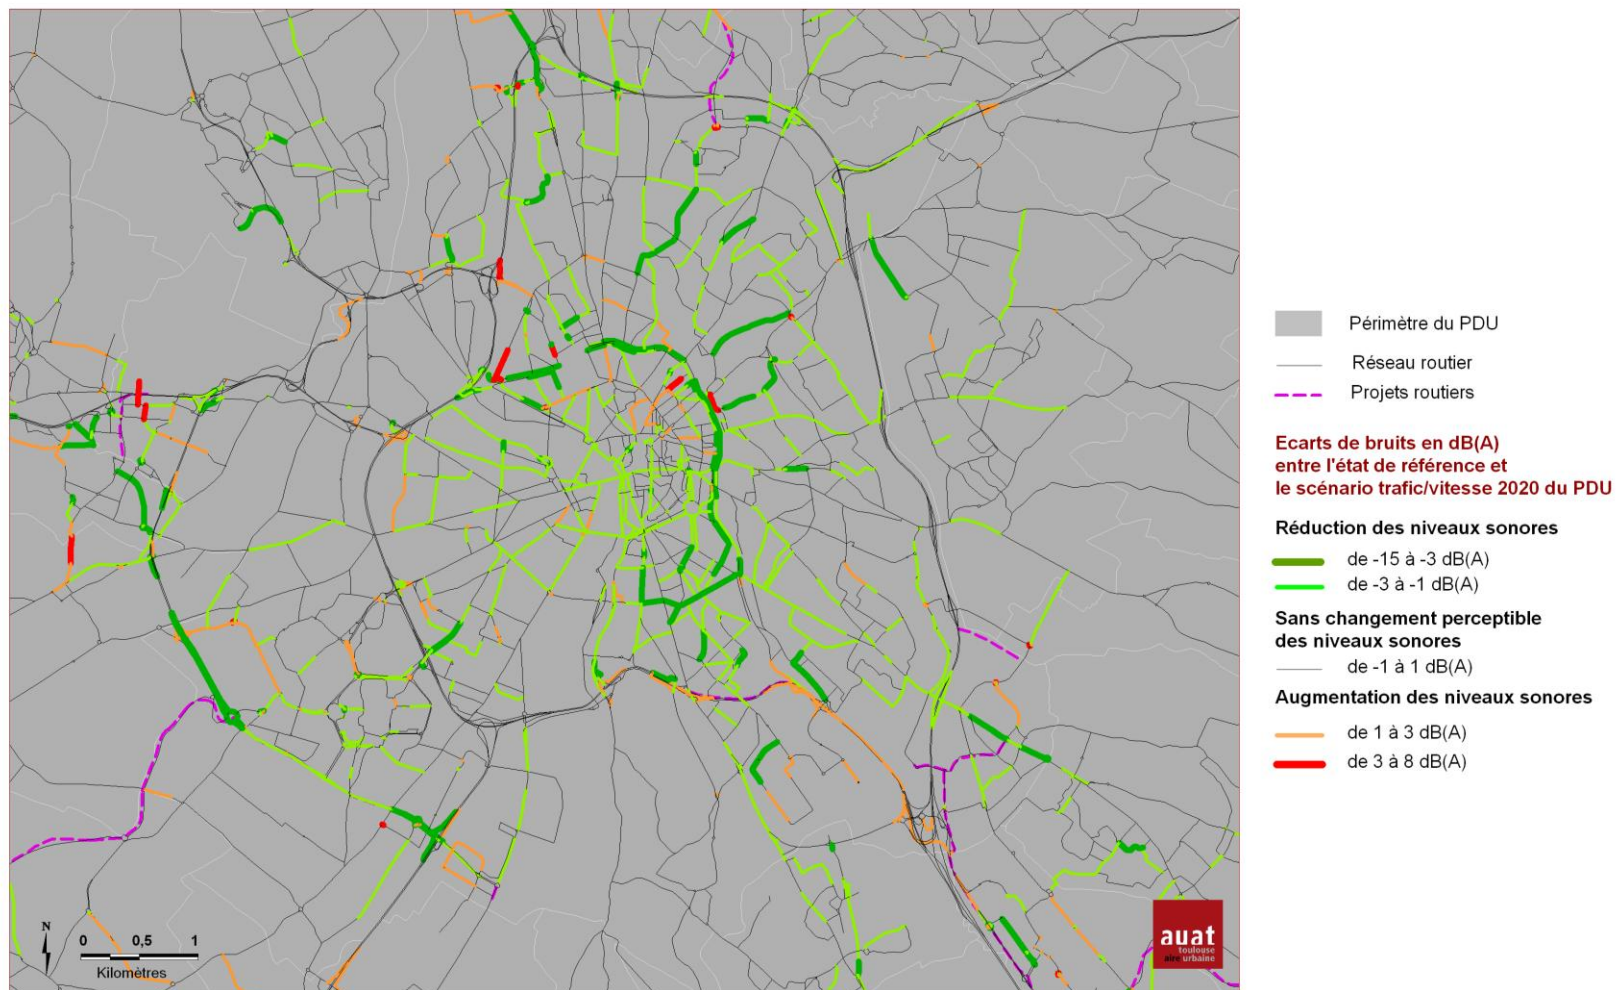 Périmètre du PDU
Réseau routier
Projets routiers
Ecarts de bruits en dB(A)
entre l'état de référence et
le scénario trafic/vitesse 2020 du PDU
Réduction des niveaux sonores
de -15 à -3 dB(A)
de -3 à -1 dB(A)
Sans changement perceptible
des niveaux sonores
de -1 à 1 dB(A)
Augmentation des niveaux sonores
de 1 à 3 dB(A)
de 3 à 8 dB(A)
N
0 0,5 1
Kilomètres
auat
toulouse
aire urbaine